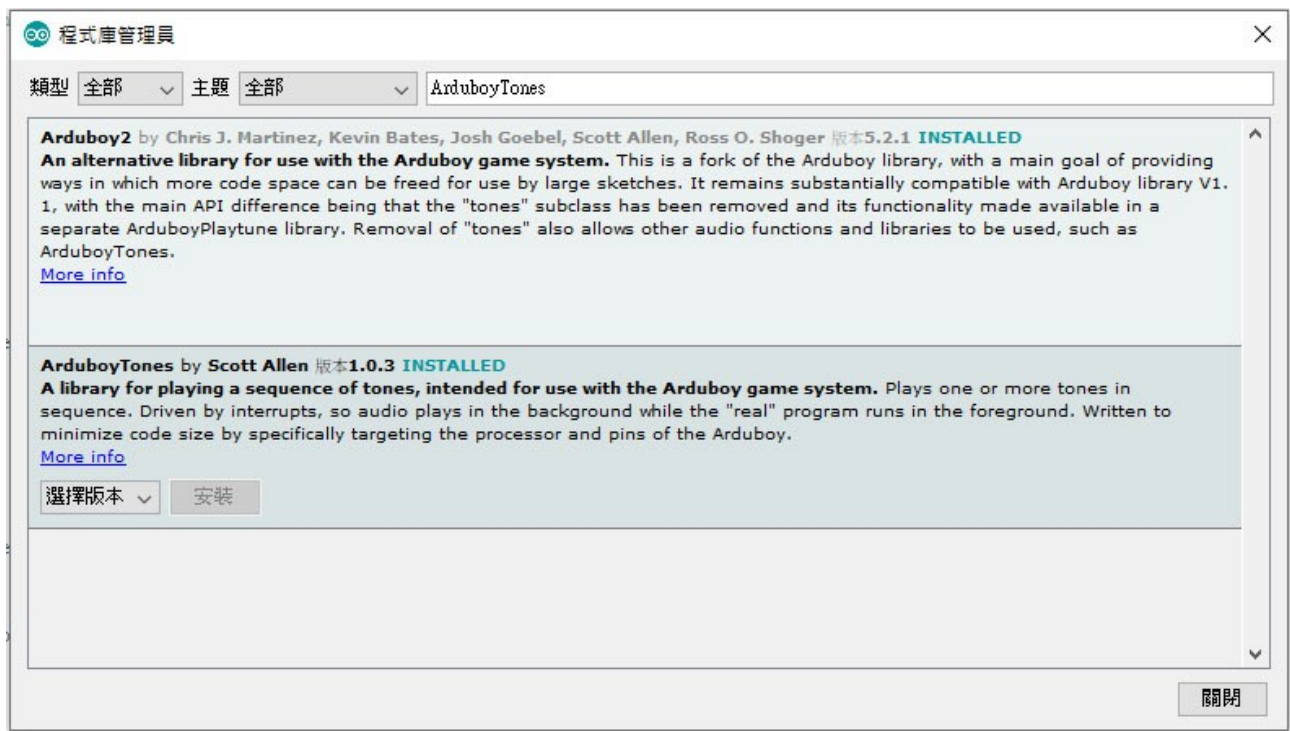 程式庫管理員
類型 全部 主題 全部 ArduboyTones
Arduboy2 by Chris J. Martinez, Kevin Bates, Josh Goebel, Scott Allen, Ross O. Shoger 版本5.2.1 INSTALLED
An alternative library for use with the Arduboy game system. This is a fork of the Arduboy library, with a main goal of providing
ways in which more code space can be freed for use by large sketches. It remains substantially compatible with Arduboy library V1.
1, with the main API difference being that the "tones" subclass has been removed and its functionality made available in a
separate ArduboyPlaytune library. Removal of "tones" also allows other audio functions and libraries to be used, such as
ArduboyTones.
More info
ArduboyTones by Scott Allen 版本1.0.3 INSTALLED
A library for playing a sequence of tones, intended for use with the Arduboy game system. Plays one or more tones in
sequence. Driven by interrupts, so audio plays in the background while the "real" program runs in the foreground. Written to
minimize code size by specifically targeting the processor and pins of the Arduboy.
More info
選擇版本 安裝
關閉